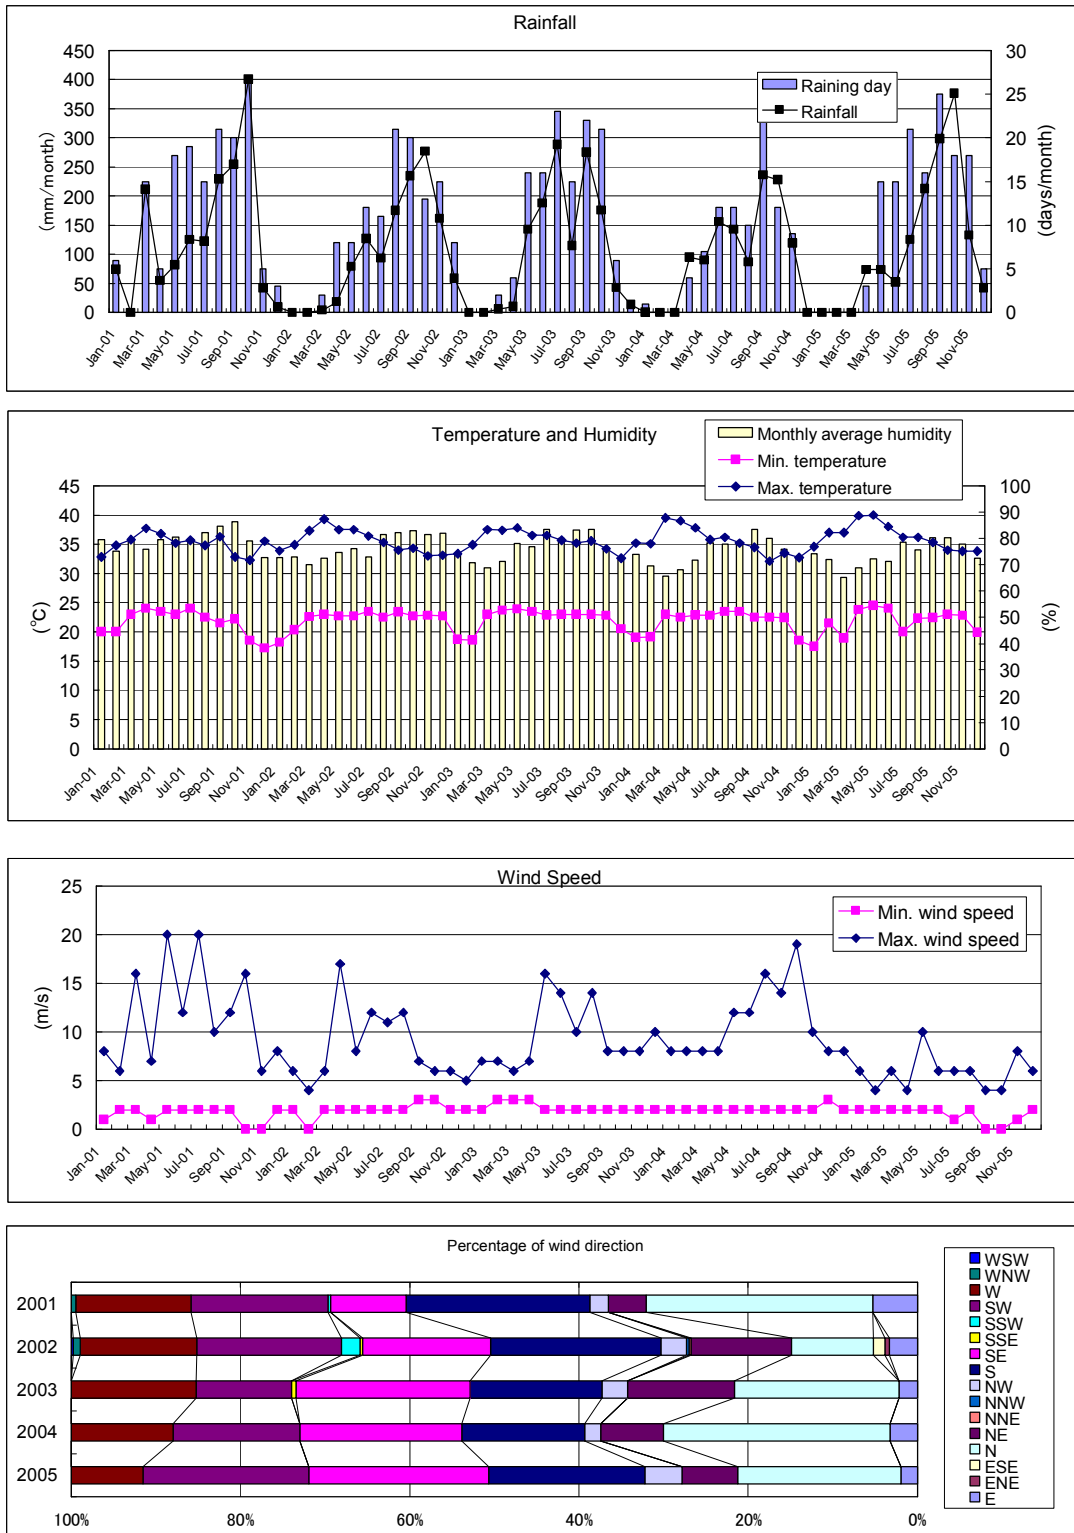 Rainfall
450
400
350
300
250
200
150
100
50
0
(mm/month)
30
25
20
15
10
5
0
(days/month)
Raining day
Rainfall
Jan-01 Mar-01 May-01 Jul-01 Sep-01 Nov-01 Jan-02 Mar-02 May-02 Jul-02 Sep-02 Nov-02 Jan-03 Mar-03 May-03 Jul-03 Sep-03 Nov-03 Jan-04 Mar-04 May-04 Jul-04 Sep-04 Nov-04 Jan-05 Mar-05 May-05 Jul-05 Sep-05 Nov-05
Temperature and Humidity
Monthly average humidity
Min. temperature
Max. temperature
45
40
35
30
25
20
15
10
5
0
(℃)
100
90
80
70
60
50
40
30
20
10
0
(%)
Jan-01 Mar-01 May-01 Jul-01 Sep-01 Nov-01 Jan-02 Mar-02 May-02 Jul-02 Sep-02 Nov-02 Jan-03 Mar-03 May-03 Jul-03 Sep-03 Nov-03 Jan-04 Mar-04 May-04 Jul-04 Sep-04 Nov-04 Jan-05 Mar-05 May-05 Jul-05 Sep-05 Nov-05
Wind Speed
25
20
15
10
5
0
(m/s)
Min. wind speed
Max. wind speed
Jan-01 Mar-01 May-01 Jul-01 Sep-01 Nov-01 Jan-02 Mar-02 May-02 Jul-02 Sep-02 Nov-02 Jan-03 Mar-03 May-03 Jul-03 Sep-03 Nov-03 Jan-04 Mar-04 May-04 Jul-04 Sep-04 Nov-04 Jan-05 Mar-05 May-05 Jul-05 Sep-05 Nov-05
Percentage of wind direction
2001
2002
2003
2004
2005
100% 80% 60% 40% 20% 0%
WSW
WNW
W
SW
SSW
SSE
SE
S
NW
NNW
NNE
NE
N
ESE
ENE
E